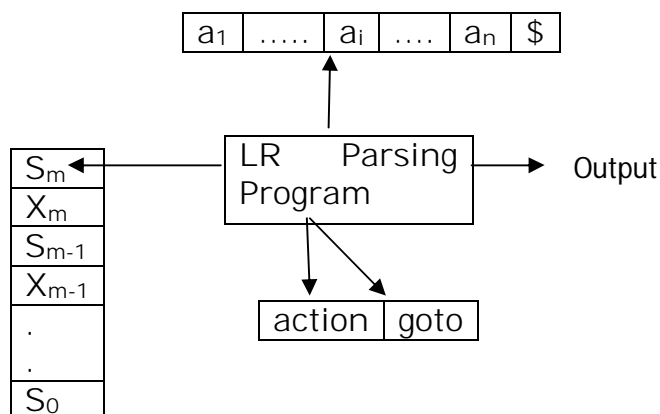 a1 ..... ai .... an $
LR Parsing
Program
Output
Sm
Xm
Sm-1
Xm-1
.
.
S0
action goto